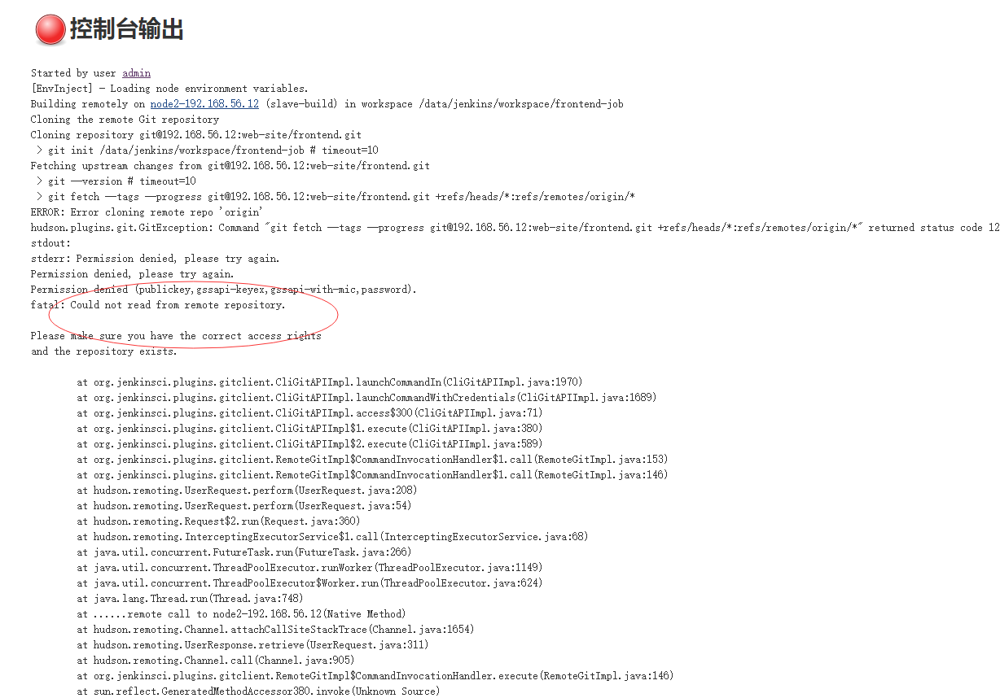 控制台输出
Started by user admin
[EnvInject] - Loading node environment variables.
Building remotely on node2-192.168.56.12 (slave-build) in workspace /data/jenkins/workspace/frontend-job
Cloning the remote Git repository
Cloning repository git@192.168.56.12:web-site/frontend.git
 > git init /data/jenkins/workspace/frontend-job # timeout=10
Fetching upstream changes from git@192.168.56.12:web-site/frontend.git
 > git --version # timeout=10
 > git fetch --tags --progress git@192.168.56.12:web-site/frontend.git +refs/heads/*:refs/remotes/origin/*
ERROR: Error cloning remote repo 'origin'
hudson.plugins.git.GitException: Command "git fetch --tags --progress git@192.168.56.12:web-site/frontend.git +refs/heads/*:refs/remotes/origin/*" returned status code 12
stdout:
stderr: Permission denied, please try again.
Permission denied, please try again.
Permission denied (publickey,gssapi-keyex,gssapi-with-mic,password).
fatal: Could not read from remote repository.
Please make sure you have the correct access rights
and the repository exists.
at org.jenkinsci.plugins.gitclient.CliGitAPIImpl.launchCommandIn(CliGitAPIImpl.java:1970)
at org.jenkinsci.plugins.gitclient.CliGitAPIImpl.launchCommandWithCredentials(CliGitAPIImpl.java:1689)
at org.jenkinsci.plugins.gitclient.CliGitAPIImpl.access$300(CliGitAPIImpl.java:71)
at org.jenkinsci.plugins.gitclient.CliGitAPIImpl$1.execute(CliGitAPIImpl.java:380)
at org.jenkinsci.plugins.gitclient.CliGitAPIImpl$2.execute(CliGitAPIImpl.java:589)
at org.jenkinsci.plugins.gitclient.RemoteGitImpl$CommandInvocationHandler$1.call(RemoteGitImpl.java:153)
at org.jenkinsci.plugins.gitclient.RemoteGitImpl$CommandInvocationHandler$1.call(RemoteGitImpl.java:146)
at hudson.remoting.UserRequest.perform(UserRequest.java:208)
at hudson.remoting.UserRequest.perform(UserRequest.java:54)
at hudson.remoting.Request$2.run(Request.java:360)
at hudson.remoting.InterceptingExecutorService$1.call(InterceptingExecutorService.java:68)
at java.util.concurrent.FutureTask.run(FutureTask.java:266)
at java.util.concurrent.ThreadPoolExecutor.runWorker(ThreadPoolExecutor.java:1149)
at java.util.concurrent.ThreadPoolExecutor$Worker.run(ThreadPoolExecutor.java:624)
at java.lang.Thread.run(Thread.java:748)
at ......remote call to node2-192.168.56.12(Native Method)
at hudson.remoting.Channel.attachCallSiteStackTrace(Channel.java:1654)
at hudson.remoting.UserResponse.retrieve(UserRequest.java:311)
at hudson.remoting.Channel.call(Channel.java:905)
at org.jenkinsci.plugins.gitclient.RemoteGitImpl$CommandInvocationHandler.execute(RemoteGitImpl.java:146)
at sun.reflect.GeneratedMethodAccessor380.invoke(Unknown Source)